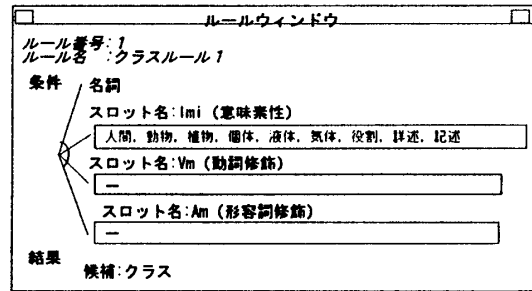 ルールウィンドウ
ルール番号:1
ルール名 :クラスルール1
条件 名詞
スロット名:Imi (意味素性)
人間, 動物, 植物, 個体, 液体, 気体, 役割, 詳述, 記述
スロット名:Vm (動詞修飾)
—
スロット名:Am (形容詞修飾)
—
結果
候補:クラス